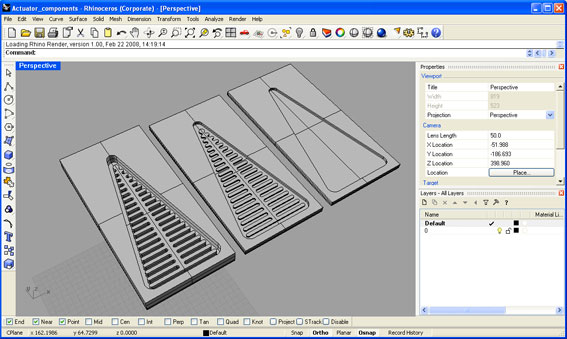 Actuator_components - Rhinoceros (Corporate) - [Perspective]
File Edit View Curve Surface Solid Mesh Dimension Transform Tools Analyze Render Help
Loading Rhino Render, version 1.00, Feb 22 2008, 14:19:14
Command:
Perspective
Properties
Viewport
Title Perspective
Width 819
Height 523
Projection Perspective
Camera
Lens Length 50.0
X Location -51.988
Y Location -186.693
Z Location 398.960
Location Place...
Target
Layers - All Layers
Name Material Li...
Default
0
End Near Point Mid Cen Int Perp Tan Quad Knot Project STrack Disable
CPlane x 162.1986 y 64.7299 z 0.0000 Default Snap Ortho Planar Osnap Record History